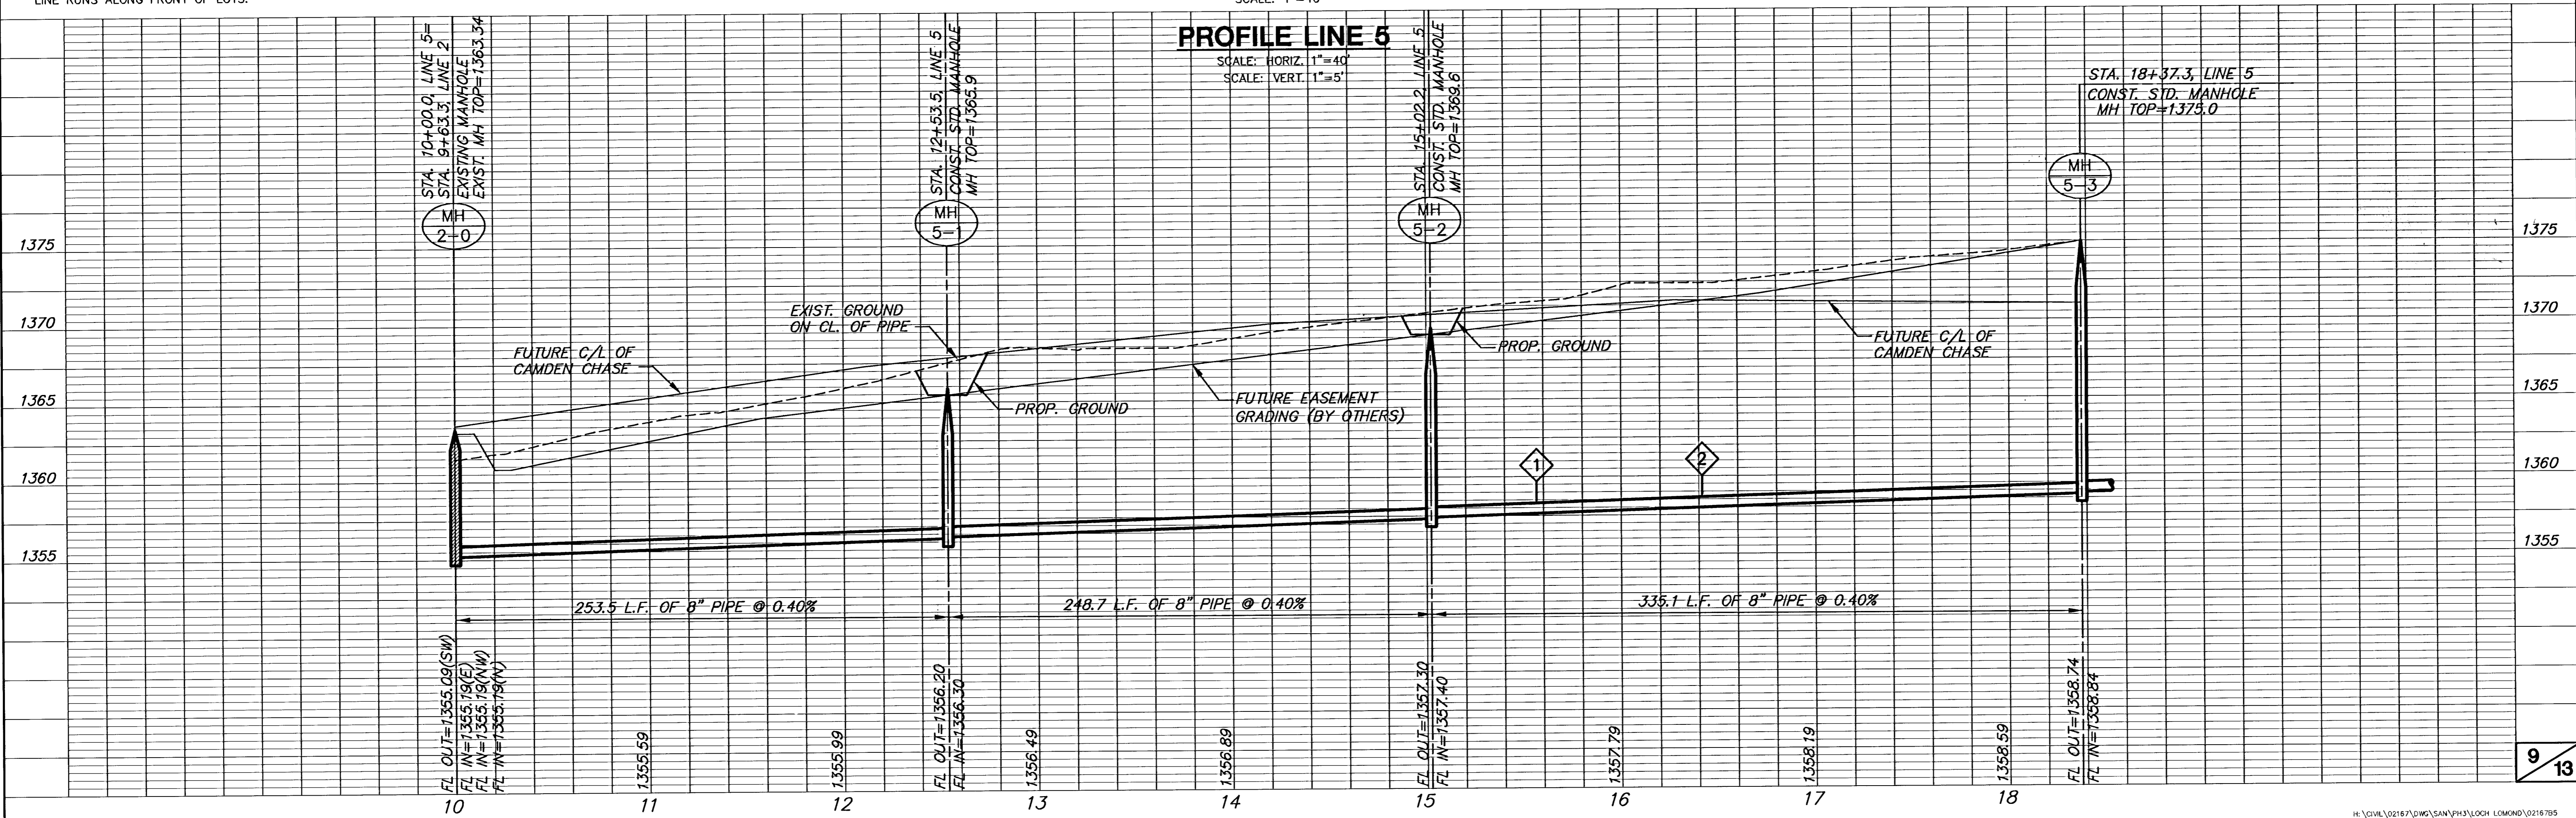 LINE RUNS ALONG FRONT OF LOTS.
PROFILE LINE 5
SCALE: HORIZ. 1"=40'
SCALE: VERT. 1"=5'
STA. 10+00.0, LINE 5=
STA. 9+63.3, LINE 2
EXISTING MANHOLE
EXIST. MH TOP=1363.34
MH
2-0
STA. 12+53.5, LINE 5
CONST. STD. MANHOLE
MH TOP=1365.9
MH
5-1
STA. 15+02.2, LINE 5
CONST. STD. MANHOLE
MH TOP=1369.6
MH
5-2
STA. 18+37.3, LINE 5
CONST. STD. MANHOLE
MH TOP=1375.0
MH
5-3
1375
1370
1365
1360
1355
1375
1370
1365
1360
1355
EXIST. GROUND
ON CL. OF PIPE
FUTURE C/L OF
CAMDEN CHASE
PROP. GROUND
FUTURE EASEMENT
GRADING (BY OTHERS)
PROP. GROUND
FUTURE C/L OF
CAMDEN CHASE
1
2
253.5 L.F. OF 8" PIPE @ 0.40%
248.7 L.F. OF 8" PIPE @ 0.40%
335.1 L.F. OF 8" PIPE @ 0.40%
FL OUT=1355.09(SW)
FL IN=1355.19(E)
FL IN=1355.19(NW)
FL IN=1355.19(N)
1355.59
1355.99
FL OUT=1356.20
FL IN=1356.30
1356.49
1356.89
FL OUT=1357.30
FL IN=1357.40
1357.79
1358.19
1358.59
FL OUT=1358.74
FL IN=1358.84
10
11
12
13
14
15
16
17
18
9/13
H:\CIVIL\02167\DWG\SAN\PH3\LOCH LOMOND\02167B5